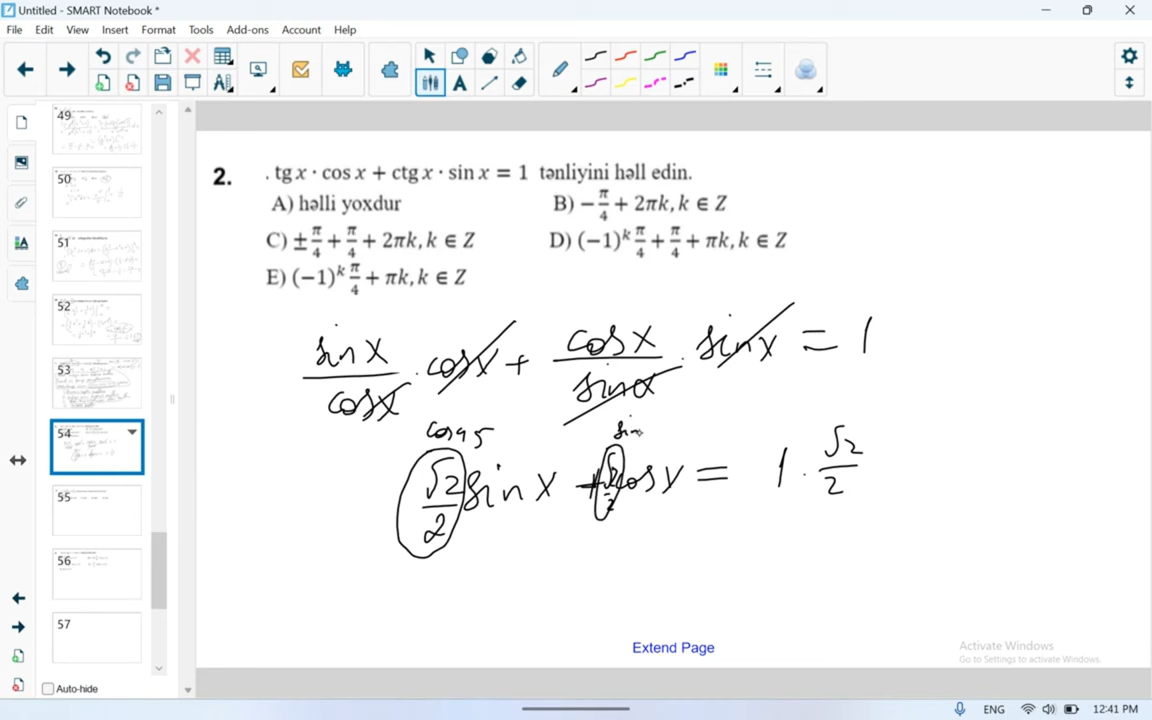 Untitled - SMART Notebook *
File Edit View Insert Format Tools Add-ons Account Help
49
50
51
52
53
54
55
56
57
Auto-hide
2. . tg x · cos x + ctg x · sin x = 1 tənliyini həll edin.
A) həlli yoxdur B) −π/4 + 2πk, k ∈ Z
C) ±π/4 + π/4 + 2πk, k ∈ Z D) (−1)^k π/4 + π/4 + πk, k ∈ Z
E) (−1)^k π/4 + πk, k ∈ Z
sin x / cos x · cos x + cos x / sin x · sin x = 1
cos 45 sin
√2/2 sin x + √2/2 cos x = 1 · √2/2
Extend Page
Activate Windows
Go to Settings to activate Windows.
ENG 12:41 PM